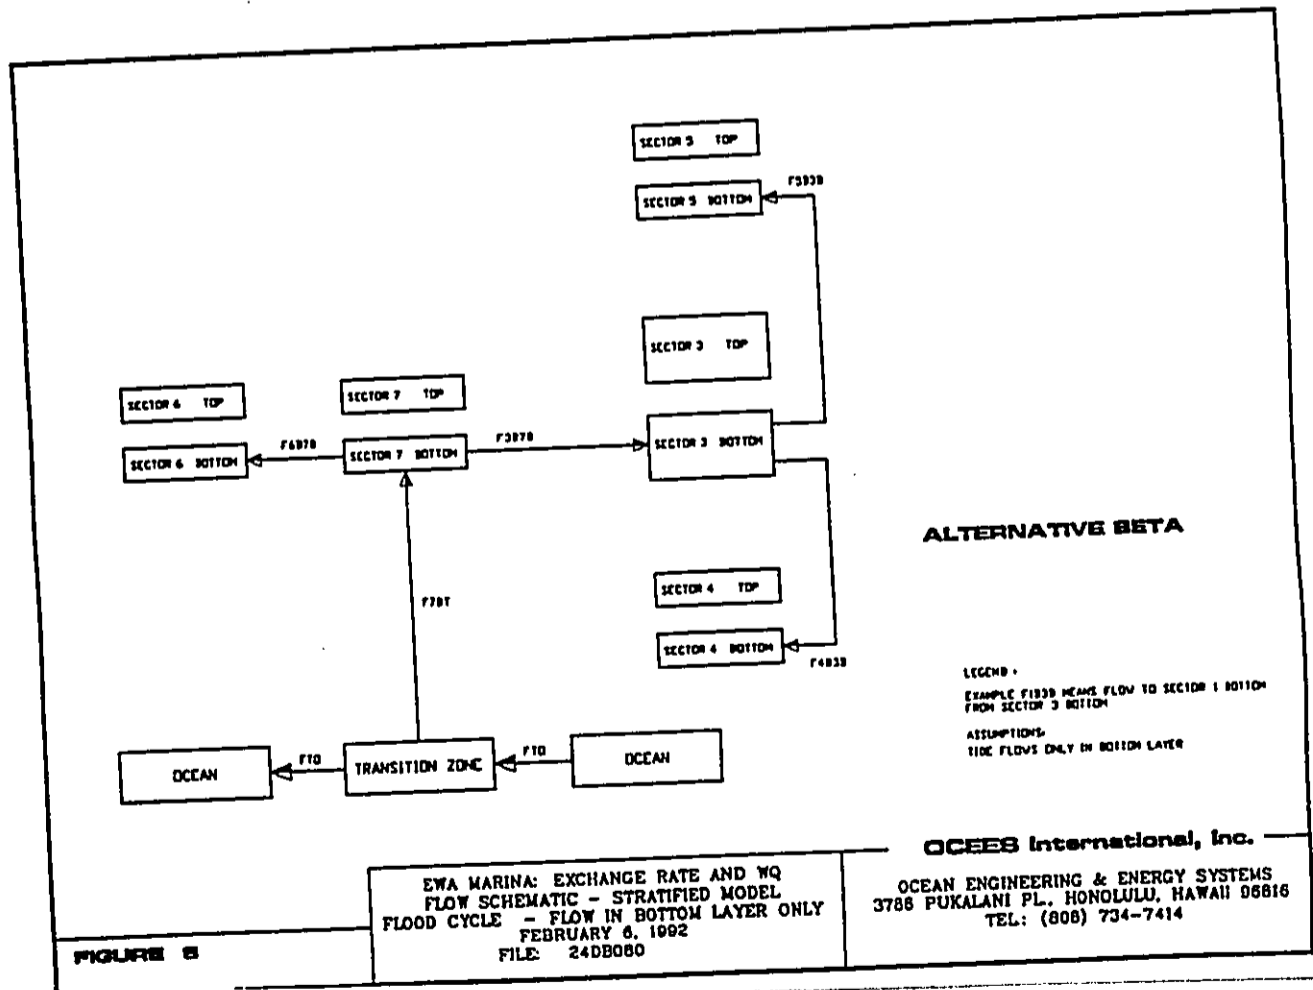 SECTOR 5 TOP
SECTOR 5 BOTTOM
F5B3B
SECTOR 3 TOP
SECTOR 6 TOP
SECTOR 7 TOP
SECTOR 6 BOTTOM
F6B7B
SECTOR 7 BOTTOM
F3B7B
SECTOR 3 BOTTOM
ALTERNATIVE BETA
F7BT
SECTOR 4 TOP
SECTOR 4 BOTTOM
F4B3B
LEGEND:
EXAMPLE F1B3B MEANS FLOW TO SECTOR 1 BOTTOM
FROM SECTOR 3 BOTTOM
ASSUMPTIONS:
TIDE FLOWS ONLY IN BOTTOM LAYER
OCEAN
FTO
TRANSITION ZONE
FTO
OCEAN
OCEES International, Inc.
EWA MARINA: EXCHANGE RATE AND WQ
FLOW SCHEMATIC - STRATIFIED MODEL
FLOOD CYCLE - FLOW IN BOTTOM LAYER ONLY
FEBRUARY 6, 1992
FILE: 24DB060
OCEAN ENGINEERING & ENERGY SYSTEMS
3788 PUKALANI PL., HONOLULU, HAWAII 96816
TEL: (808) 734-7414
FIGURE